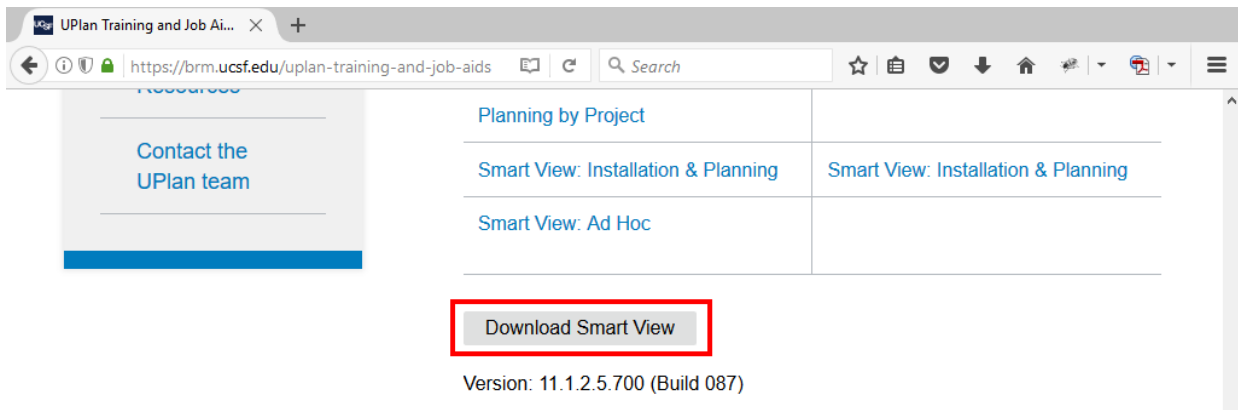 UCSF UPlan Training and Job Ai...
https://brm.ucsf.edu/uplan-training-and-job-aids Search
Resources
Contact the
UPlan team
Planning by Project
Smart View: Installation & Planning Smart View: Installation & Planning
Smart View: Ad Hoc
Download Smart View
Version: 11.1.2.5.700 (Build 087)